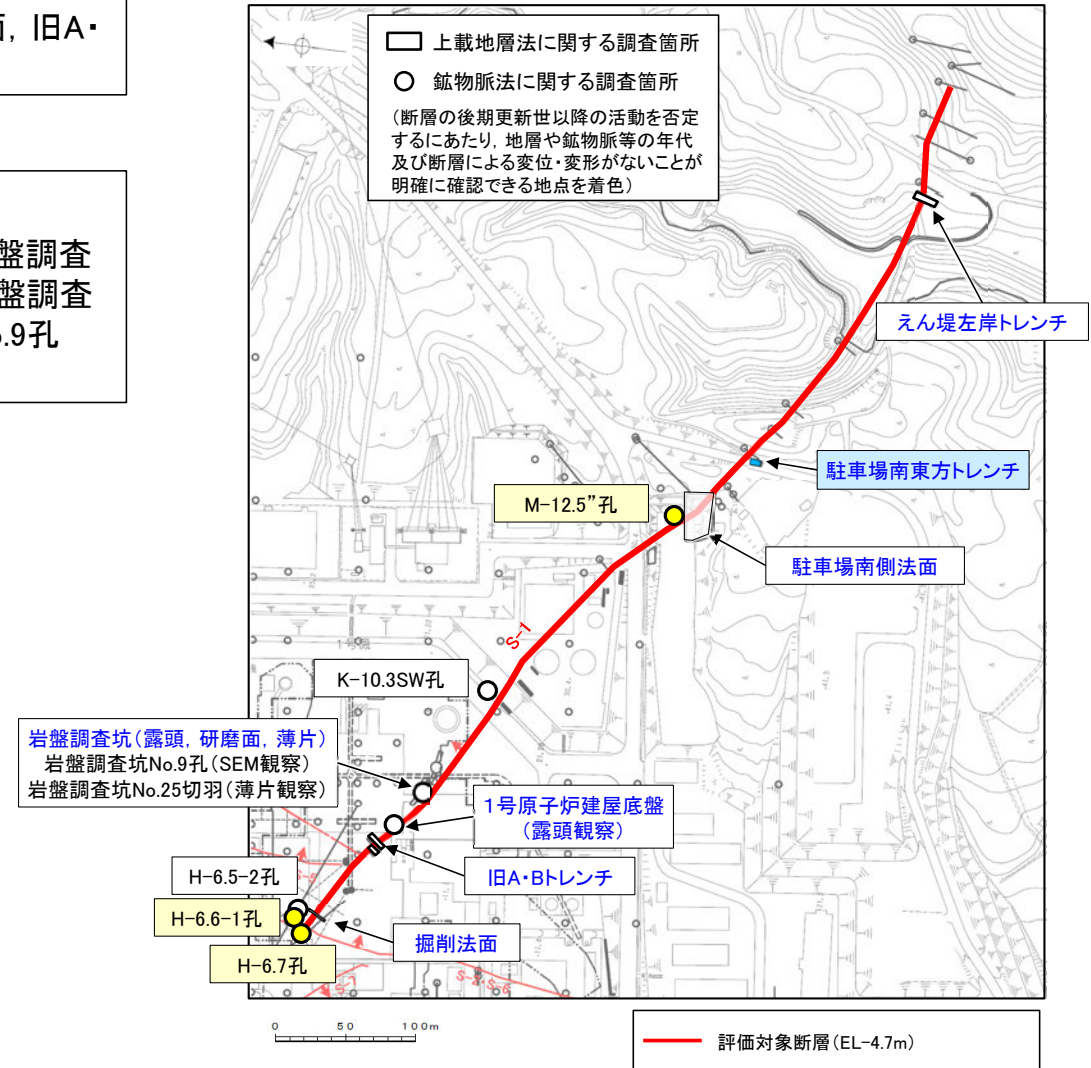 面，旧A・
盤調査
盤調査
.9孔
上載地層法に関する調査箇所
鉱物脈法に関する調査箇所
(断層の後期更新世以降の活動を否定
するにあたり，地層や鉱物脈等の年代
及び断層による変位・変形がないことが
明確に確認できる地点を着色)
えん堤左岸トレンチ
駐車場南東方トレンチ
M-12.5”孔
駐車場南側法面
S-1
K-10.3SW孔
岩盤調査坑(露頭，研磨面，薄片)
岩盤調査坑No.9孔(SEM観察)
岩盤調査坑No.25切羽(薄片観察)
1号原子炉建屋底盤
(露頭観察)
旧A・Bトレンチ
H-6.5-2孔
H-6.6-1孔
掘削法面
H-6.7孔
S-7
S-2・S-6
0 50 100m
評価対象断層(EL-4.7m)